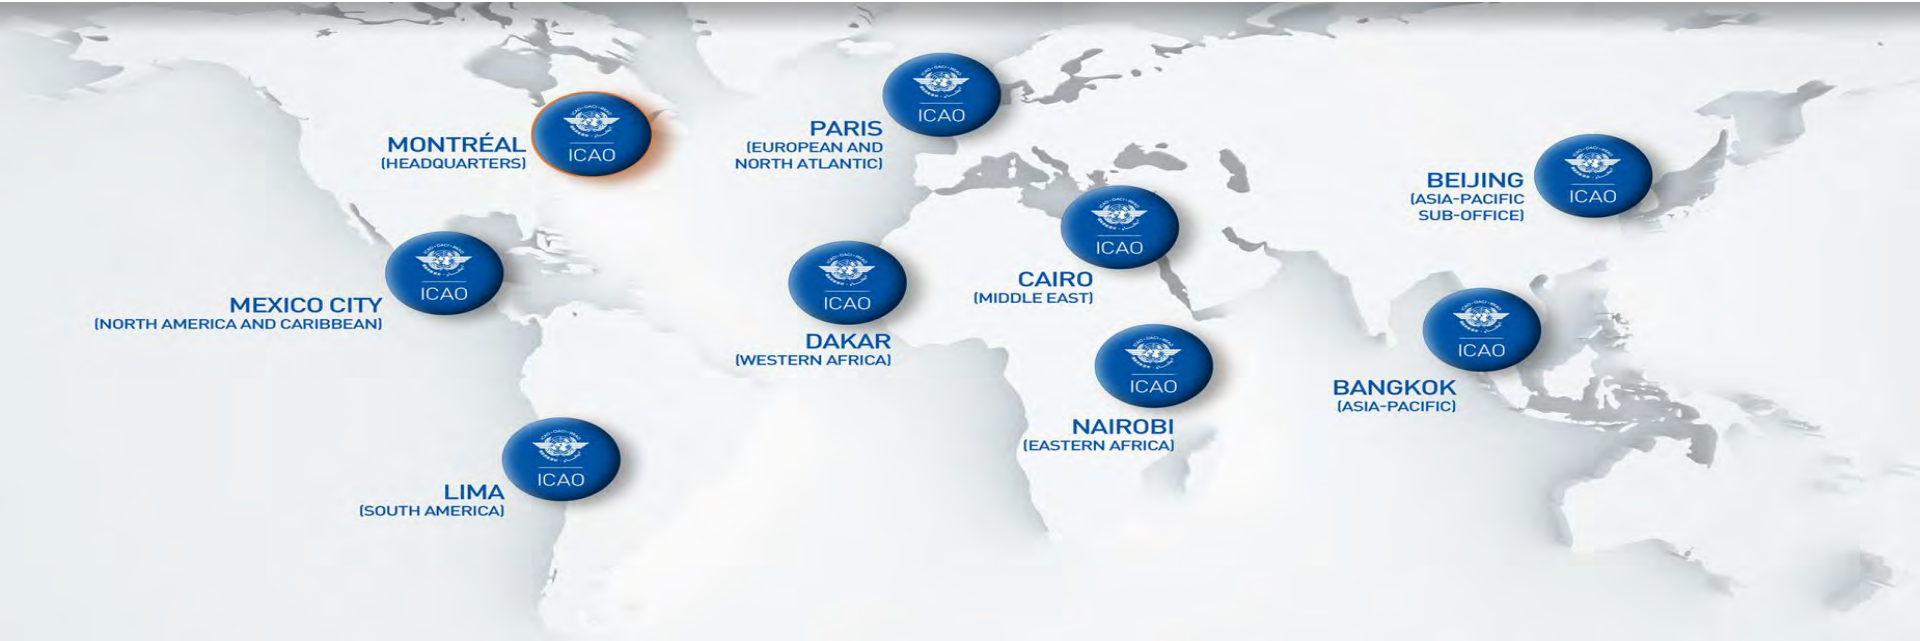 ICAO
MONTRÉAL
(HEADQUARTERS)
ICAO
PARIS
(EUROPEAN AND
NORTH ATLANTIC)
ICAO
BEIJING
(ASIA-PACIFIC
SUB-OFFICE)
ICAO
MEXICO CITY
(NORTH AMERICA AND CARIBBEAN)
ICAO
DAKAR
(WESTERN AFRICA)
ICAO
CAIRO
(MIDDLE EAST)
ICAO
NAIROBI
(EASTERN AFRICA)
ICAO
BANGKOK
(ASIA-PACIFIC)
ICAO
LIMA
(SOUTH AMERICA)